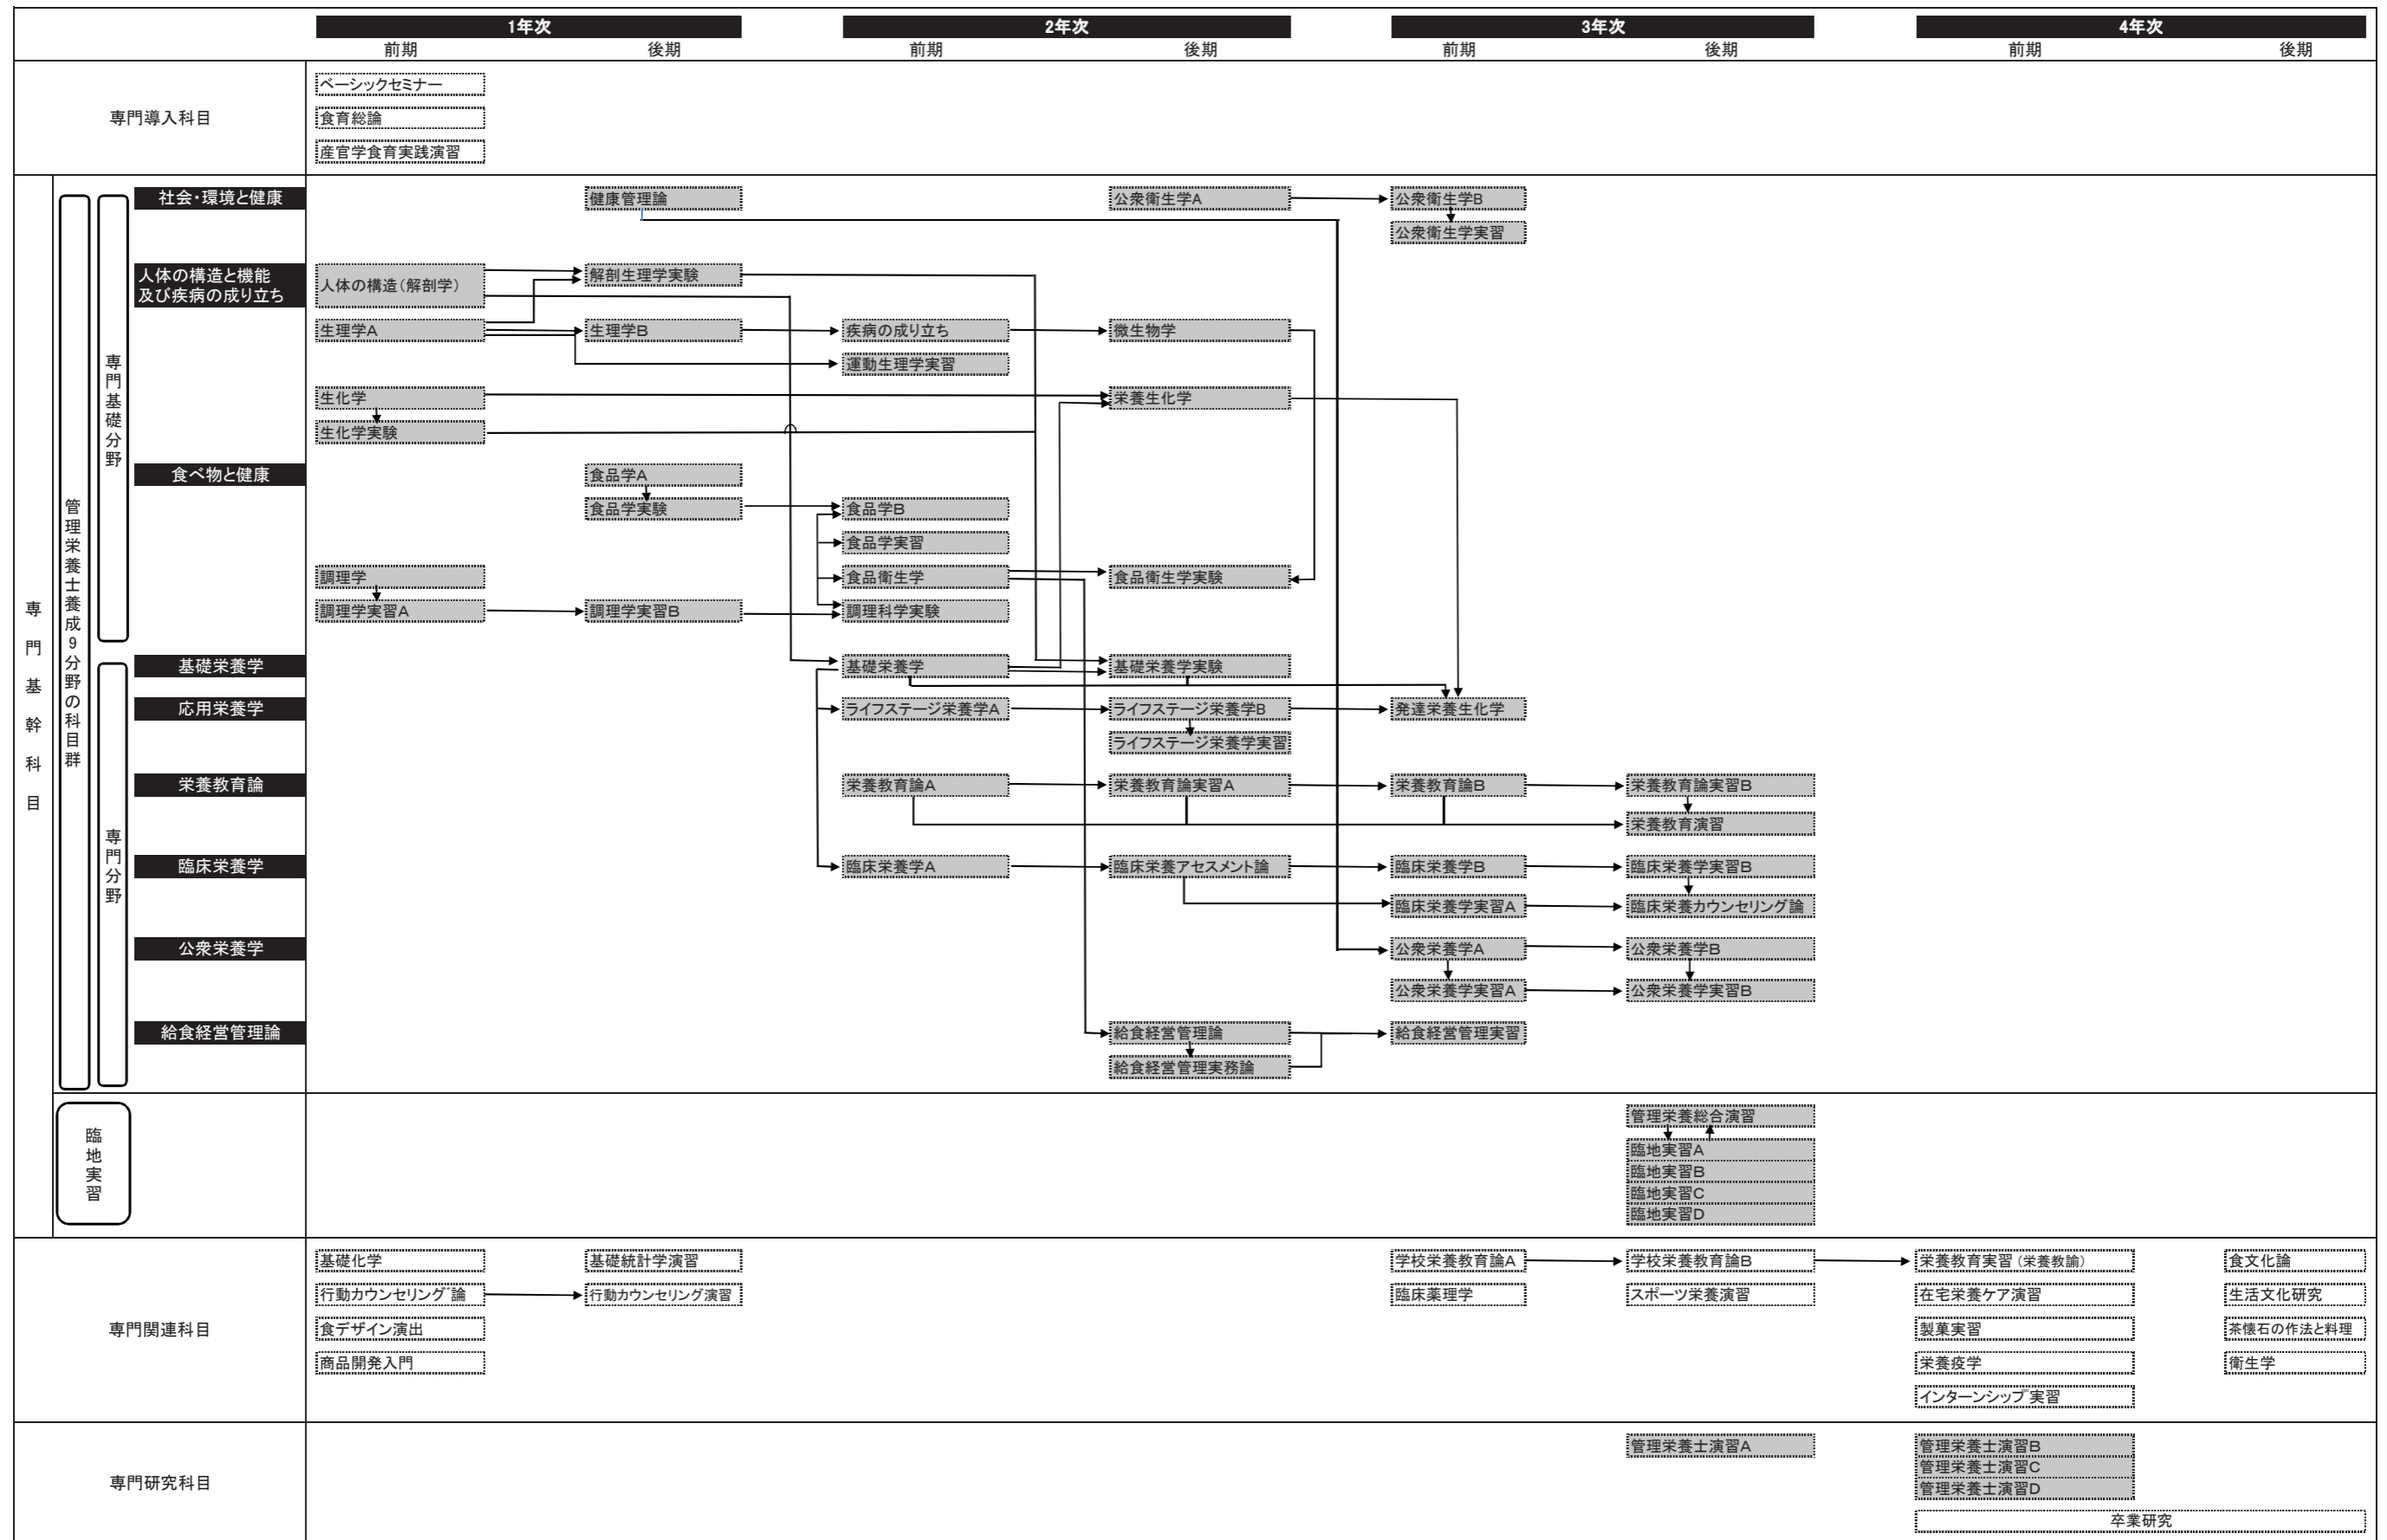 1年次 2年次 3年次 4年次
前期 後期 前期 後期 前期 後期 前期 後期
専門導入科目
ベーシックセミナー
食育総論
産官学食育実践演習
専門基幹科目
管理栄養士養成9分野の科目群
専門基礎分野
社会・環境と健康
健康管理論 公衆衛生学A 公衆衛生学B
公衆衛生学実習
人体の構造と機能
及び疾病の成り立ち
人体の構造(解剖学) 解剖生理学実験
生理学A 生理学B 疾病の成り立ち 微生物学
運動生理学実習
生化学 栄養生化学
生化学実験
食べ物と健康
食品学A
食品学実験 食品学B
食品学実習
調理学 食品衛生学 食品衛生学実験
調理学実習A 調理学実習B 調理科学実験
専門分野
基礎栄養学
基礎栄養学 基礎栄養学実験
応用栄養学
ライフステージ栄養学A ライフステージ栄養学B 発達栄養生化学
ライフステージ栄養学実習
栄養教育論
栄養教育論A 栄養教育論実習A 栄養教育論B 栄養教育論実習B
栄養教育演習
臨床栄養学
臨床栄養学A 臨床栄養アセスメント論 臨床栄養学B 臨床栄養学実習B
臨床栄養学実習A 臨床栄養カウンセリング論
公衆栄養学
公衆栄養学A 公衆栄養学B
公衆栄養学実習A 公衆栄養学実習B
給食経営管理論
給食経営管理論 給食経営管理実習
給食経営管理実務論
臨地実習
管理栄養総合演習
臨地実習A
臨地実習B
臨地実習C
臨地実習D
専門関連科目
基礎化学 基礎統計学演習 学校栄養教育論A 学校栄養教育論B 栄養教育実習(栄養教諭) 食文化論
行動カウンセリング゛論 行動カウンセリング演習 臨床薬理学 スポーツ栄養演習 在宅栄養ケア演習 生活文化研究
食デザイン演出 製菓実習 茶懐石の作法と料理
商品開発入門 栄養疫学 衛生学
インターンシップ実習
専門研究科目
管理栄養士演習A 管理栄養士演習B
管理栄養士演習C
管理栄養士演習D
卒業研究